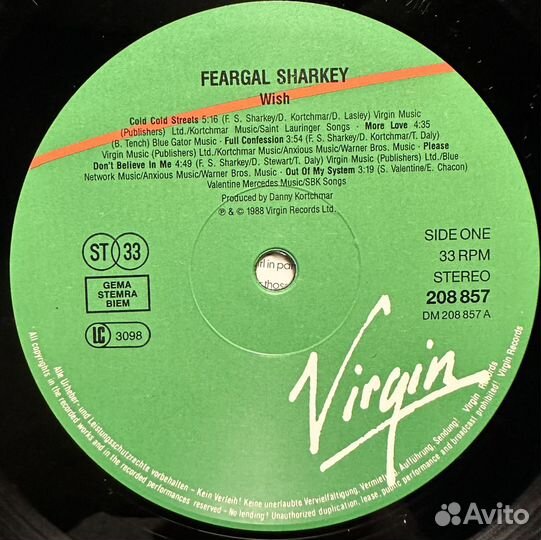 FEARGAL SHARKEY
Wish
Cold Cold Streets 5:16 (F. S. Sharkey/D. Kortchmar/D. Lasley) Virgin Music
(Publishers) Ltd./Kortchmar Music/Saint Lauringer Songs · More Love 4:35
(B. Tench) Blue Gator Music · Full Confession 3:54 (F. S. Sharkey/D. Kortchmar/T. Daly)
Virgin Music (Publishers) Ltd./Kortchmar Music/Anxious Music/Warner Bros. Music · Please
Don't Believe In Me 4:49 (F. S. Sharkey/D. Stewart/T. Daly) Virgin Music (Publishers) Ltd./Blue
Network Music/Anxious Music/Warner Bros. Music · Out Of My System 3:19 (S. Valentine/E. Chacon)
Valentine Mercedes Music/SBK Songs
Produced by Danny Kortchmar
℗ & © 1988 Virgin Records Ltd.
ST 33
GEMA
STEMRA
BIEM
LC 3098
SIDE ONE
33 RPM
STEREO
208 857
DM 208 857 A
rl in pa
those
Virgin
Alle Urheber- und Leistungsschutzrechte vorbehalten – Kein Verleih! Keine unerlaubte Vervielfältigung, Vermietung, Aufführung, Sendung! Virgin Records
All copyrights in the recorded works and in the recorded performances reserved – No lending! Unauthorized duplication, lease, public performance and broadcast prohibited! Virgin Records
Avito